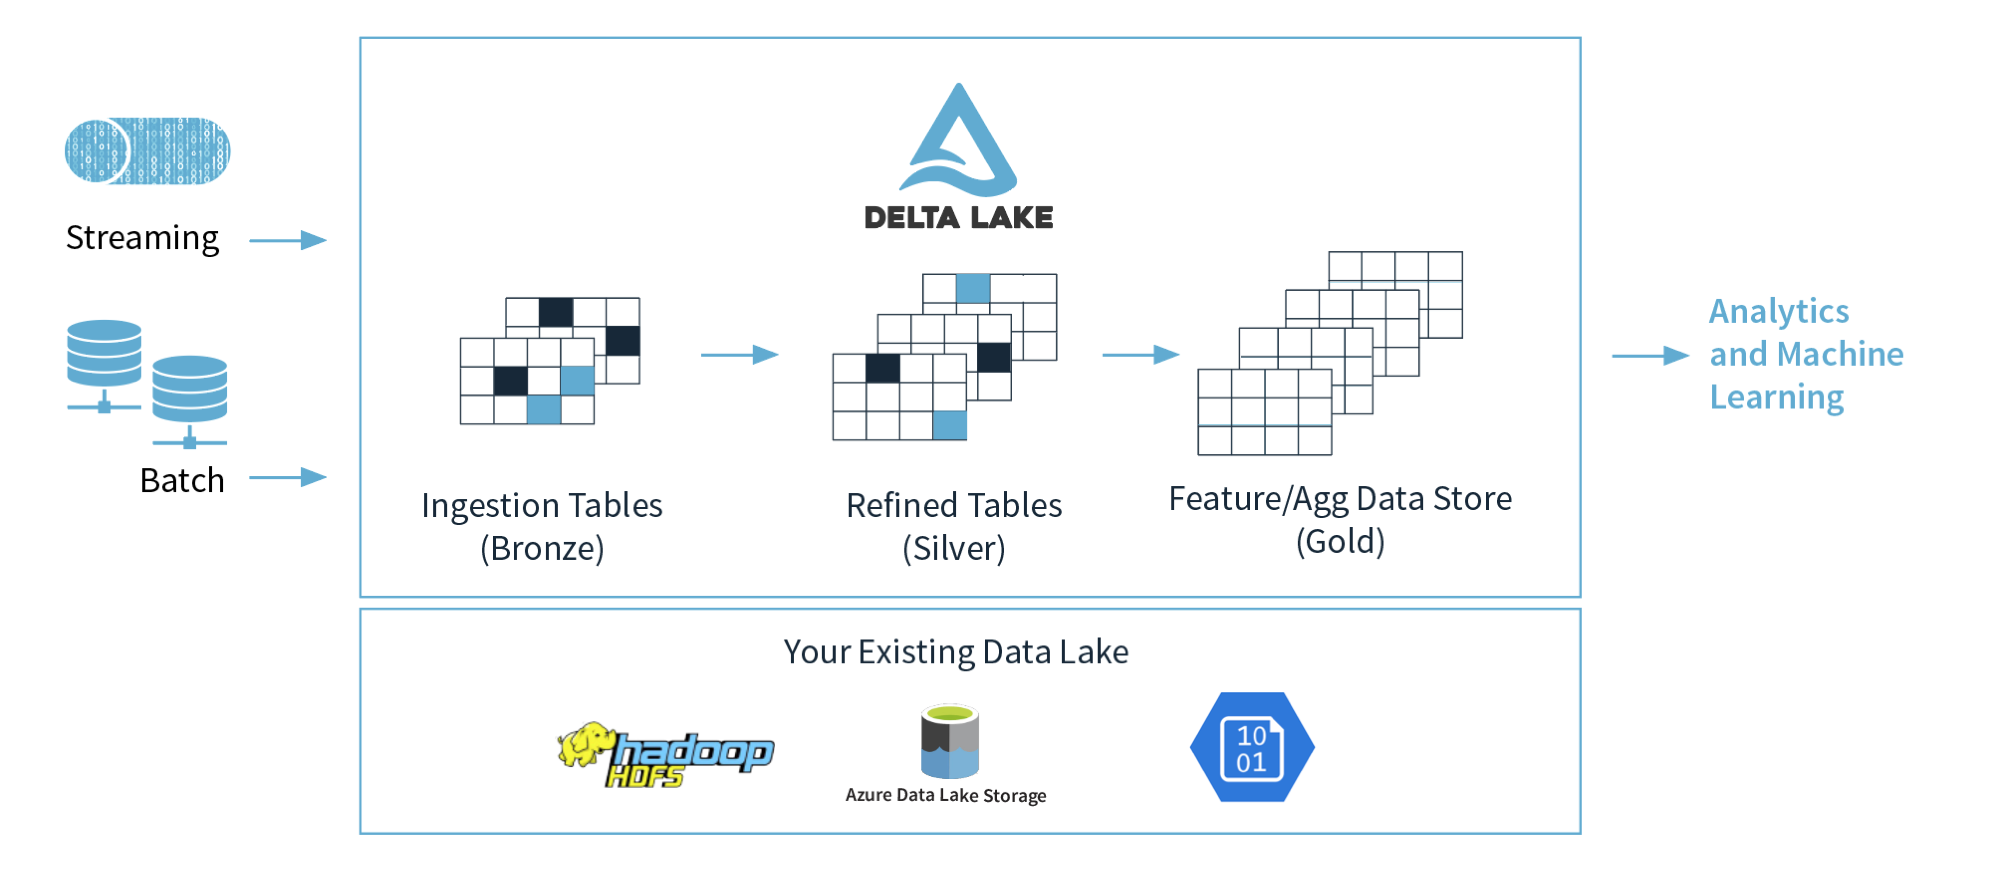 DELTA LAKE
Streaming
Batch
Ingestion Tables
(Bronze)
Refined Tables
(Silver)
Feature/Agg Data Store
(Gold)
Analytics
and Machine
Learning
Your Existing Data Lake
hadoop
HDFS
Azure Data Lake Storage
10
01